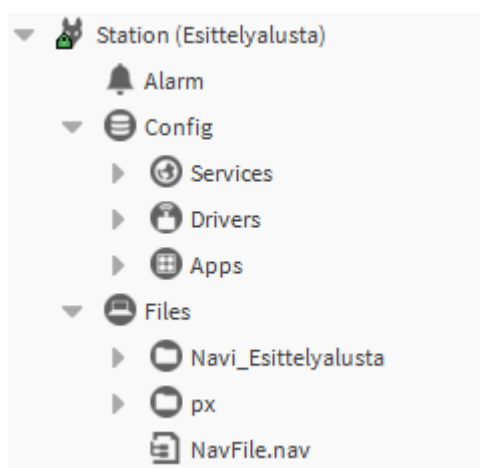 Station (Esittelyalusta)
Alarm
Config
Services
Drivers
Apps
Files
Navi_Esittelyalusta
px
NavFile.nav